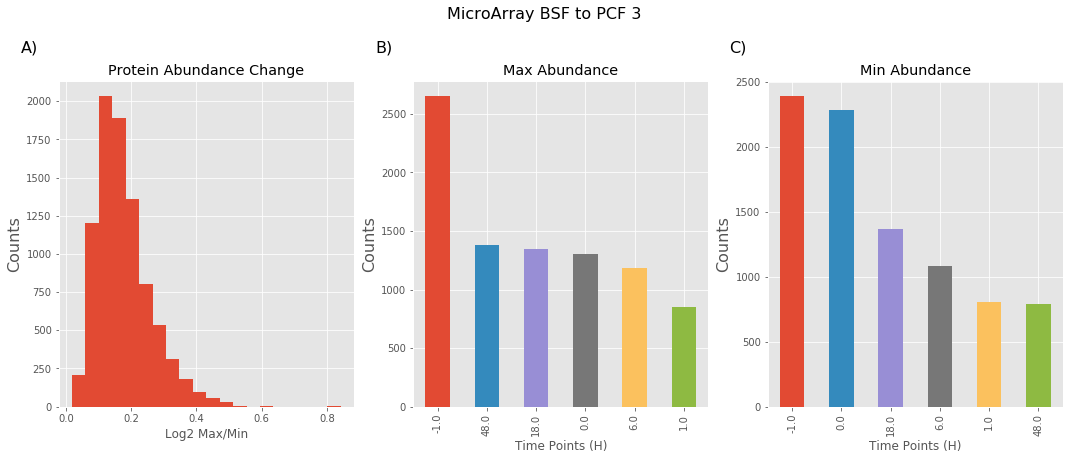 MicroArray BSF to PCF 3
A)
Protein Abundance Change
Counts
2000
1750
1500
1250
1000
750
500
250
0
0.0 0.2 0.4 0.6 0.8
Log2 Max/Min
B)
Max Abundance
Counts
2500
2000
1500
1000
500
0
-1.0 48.0 18.0 0.0 6.0 1.0
Time Points (H)
C)
Min Abundance
Counts
2500
2000
1500
1000
500
0
-1.0 0.0 18.0 6.0 1.0 48.0
Time Points (H)